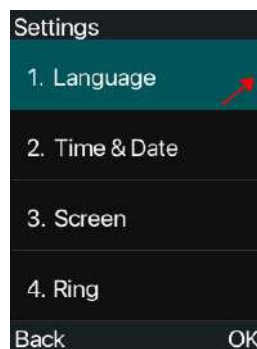 Settings
1. Language
2. Time & Date
3. Screen
4. Ring
Back OK